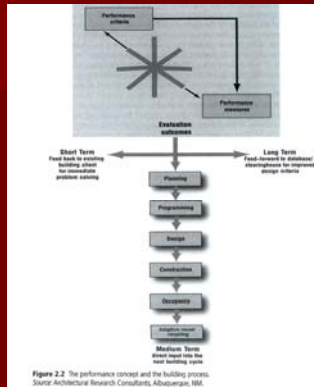 Performance
criteria
Performance
measures
Evaluation
outcomes
Short Term
Feed back to existing
building client
for immediate
problem solving
Long Term
Feed-forward to database/
clearinghouse for improved
design criteria
Planning
Programming
Design
Construction
Occupancy
Adaptive reuse/
recycling
Medium Term
direct input into the
next building cycle
Figure 2.2 The performance concept and the building process.
Source: Architectural Research Consultants, Albuquerque, NM.